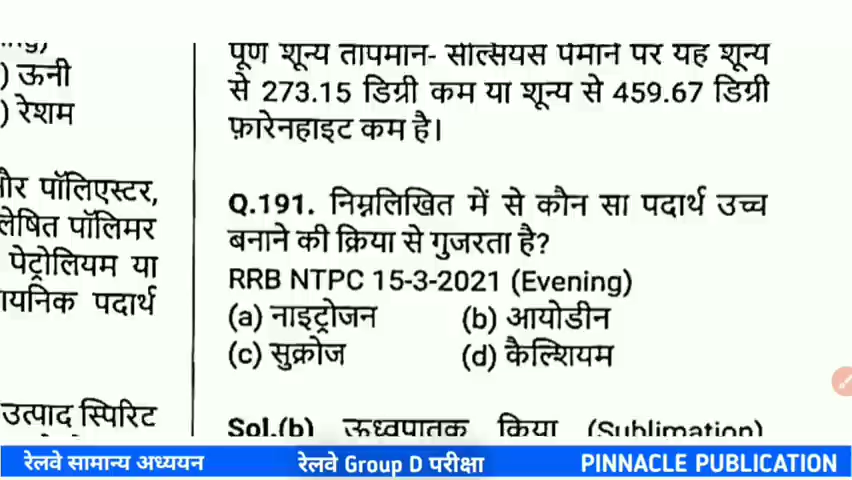 ) ऊनी
) रेशम
और पॉलिएस्टर,
पॉलिमर
पेट्रोलियम या
पदार्थ
उत्पाद स्पिरिट
पूर्ण शून्य तापमान- सेल्सियस पैमाने पर यह शून्य
से 273.15 डिग्री कम या शून्य से 459.67 डिग्री
फ़ारेनहाइट कम है।
Q.191. निम्नलिखित में से कौन सा पदार्थ उच्च
बनाने की क्रिया से गुजरता है?
RRB NTPC 15-3-2021 (Evening)
(a) नाइट्रोजन (b) आयोडीन
(c) सुक्रोज (d) कैल्शियम
Sol.(b) ऊर्ध्वपातक क्रिया (Sublimation)
रेलवे सामान्य अध्ययन रेलवे Group D परीक्षा PINNACLE PUBLICATION